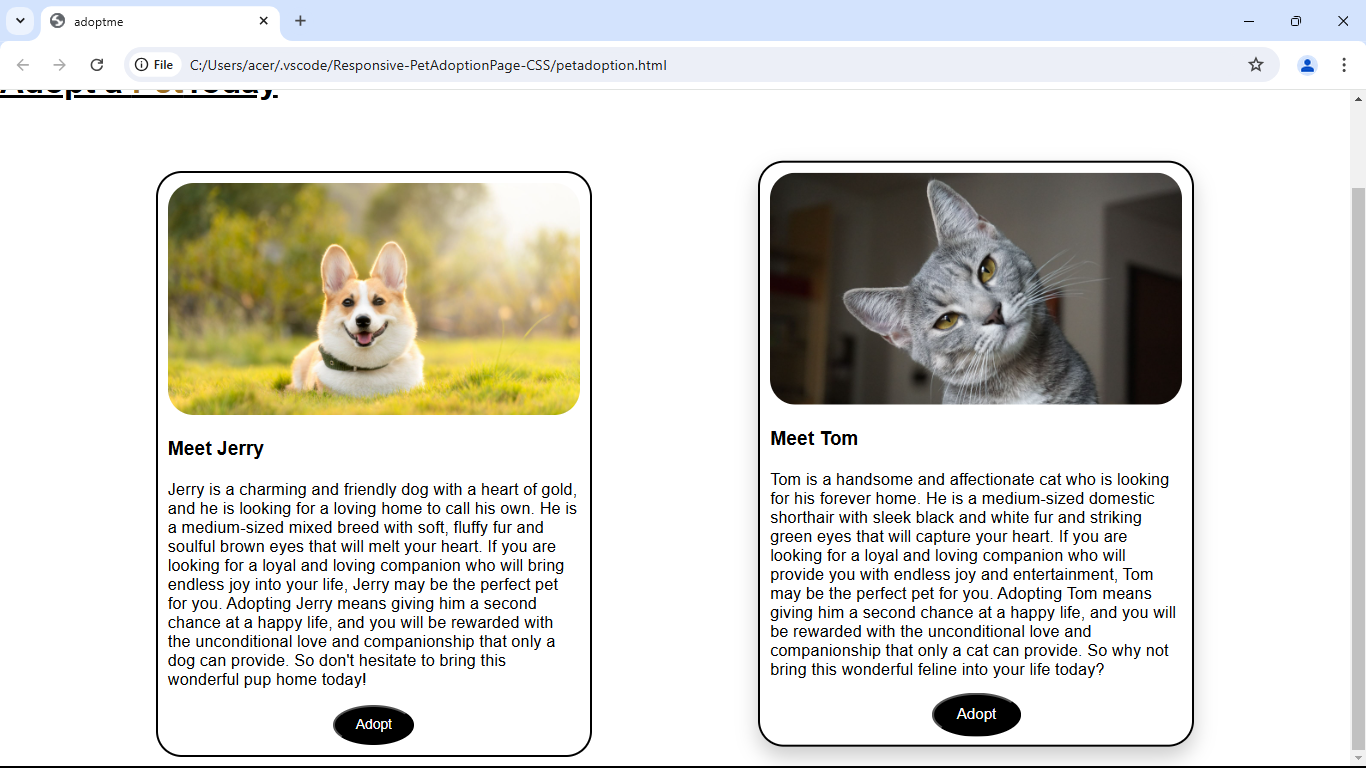 adoptme
File
C:/Users/acer/.vscode/Responsive-PetAdoptionPage-CSS/petadoption.html
Adopt a Pet Today
Meet Jerry
Jerry is a charming and friendly dog with a heart of gold,
and he is looking for a loving home to call his own. He is
a medium-sized mixed breed with soft, fluffy fur and
soulful brown eyes that will melt your heart. If you are
looking for a loyal and loving companion who will bring
endless joy into your life, Jerry may be the perfect pet
for you. Adopting Jerry means giving him a second
chance at a happy life, and you will be rewarded with
the unconditional love and companionship that only a
dog can provide. So don't hesitate to bring this
wonderful pup home today!
Adopt
Meet Tom
Tom is a handsome and affectionate cat who is looking
for his forever home. He is a medium-sized domestic
shorthair with sleek black and white fur and striking
green eyes that will capture your heart. If you are
looking for a loyal and loving companion who will
provide you with endless joy and entertainment, Tom
may be the perfect pet for you. Adopting Tom means
giving him a second chance at a happy life, and you will
be rewarded with the unconditional love and
companionship that only a cat can provide. So why not
bring this wonderful feline into your life today?
Adopt